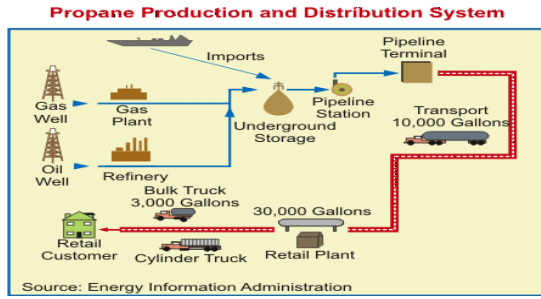 Propane Production and Distribution System
Imports
Pipeline
Terminal
Gas
Well
Gas
Plant
Underground
Storage
Pipeline
Station
Transport
10,000 Gallons
Oil
Well
Refinery
Bulk Truck
3,000 Gallons
30,000 Gallons
Retail
Customer
Cylinder Truck
Retail Plant
Source: Energy Information Administration